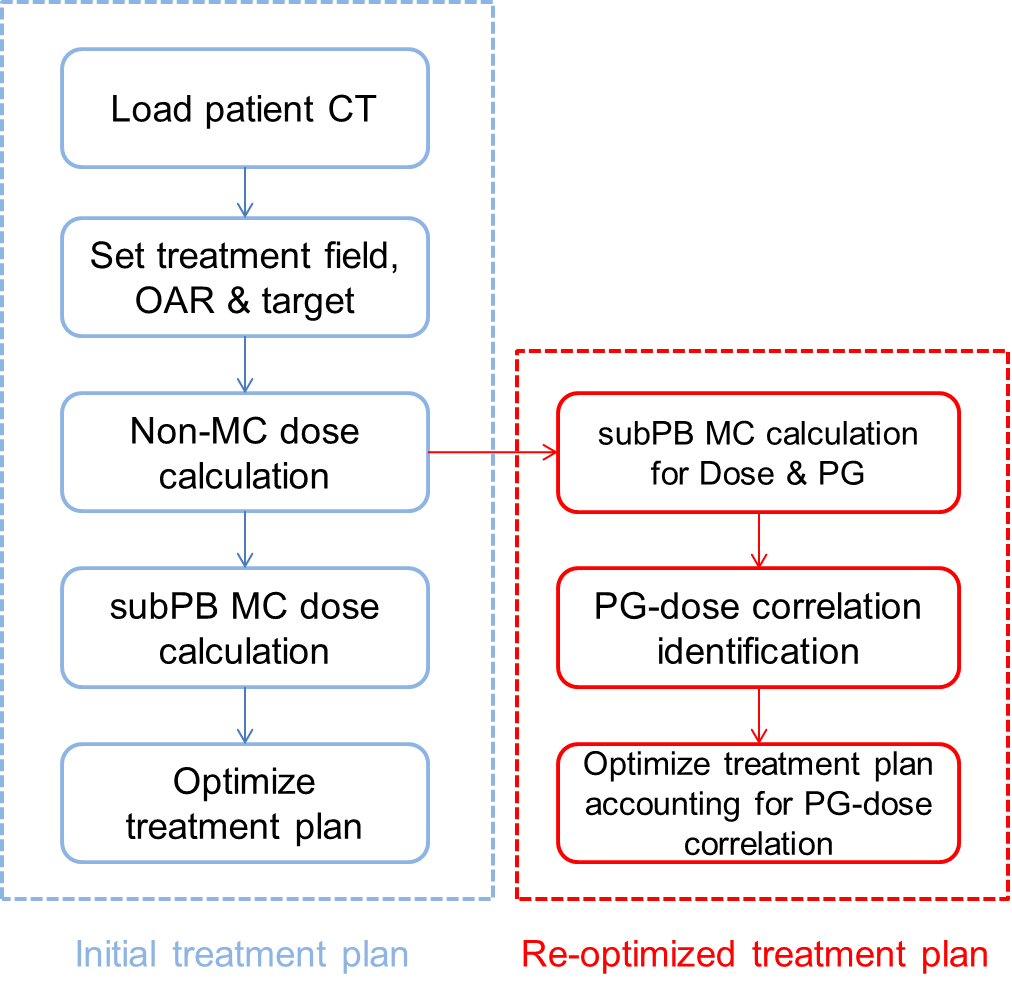 Load patient CT
Set treatment field,
OAR & target
Non-MC dose
calculation
subPB MC dose
calculation
Optimize
treatment plan
Initial treatment plan
subPB MC calculation
for Dose & PG
PG-dose correlation
identification
Optimize treatment plan
accounting for PG-dose
correlation
Re-optimized treatment plan